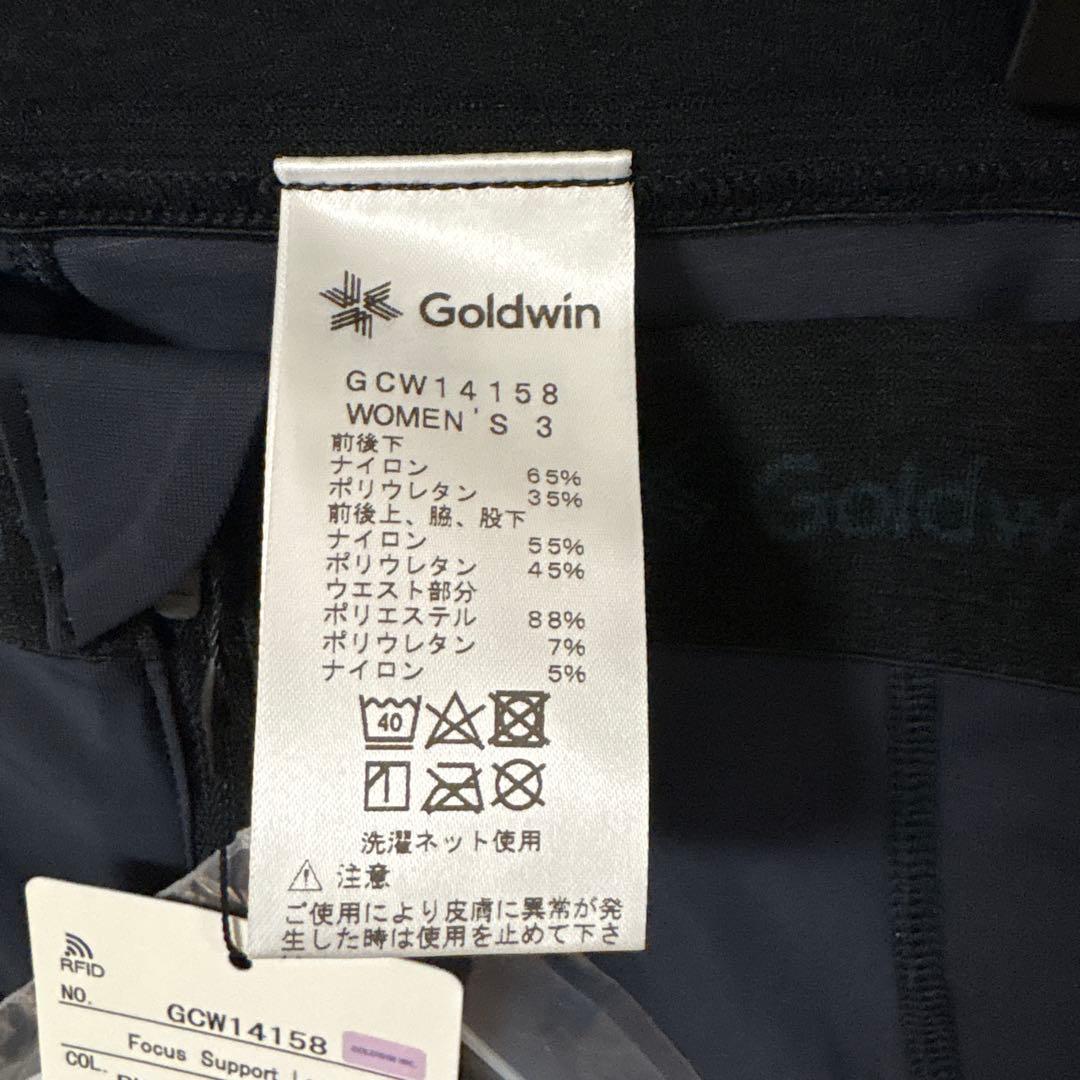 Goldwin
GCW14158
WOMEN'S 3
前後下
ナイロン 65%
ポリウレタン 35%
前後上、脇、股下
ナイロン 55%
ポリウレタン 45%
ウエスト部分
ポリエステル 88%
ポリウレタン 7%
ナイロン 5%
40
洗濯ネット使用
注意
ご使用により皮膚に異常が発
生した時は使用を止めて下さ
RFID
NO. GCW14158
GOLDWIN INC.
Focus Support
COL.